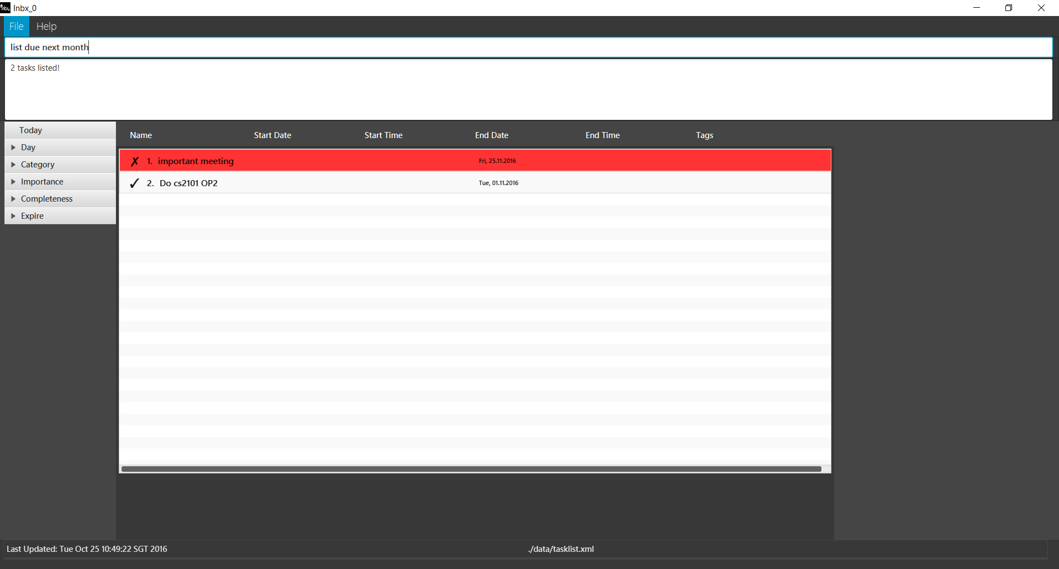 Inbx_0
File Help
list due next month
2 tasks listed!
Today
Day
Category
Importance
Completeness
Expire
Name Start Date Start Time End Date End Time Tags
✗ 1. important meeting Fri, 25.11.2016
✓ 2. Do cs2101 OP2 Tue, 01.11.2016
Last Updated: Tue Oct 25 10:49:22 SGT 2016 ./data/tasklist.xml